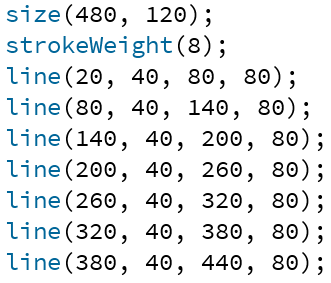 size(480, 120);
strokeWeight(8);
line(20, 40, 80, 80);
line(80, 40, 140, 80);
line(140, 40, 200, 80);
line(200, 40, 260, 80);
line(260, 40, 320, 80);
line(320, 40, 380, 80);
line(380, 40, 440, 80);